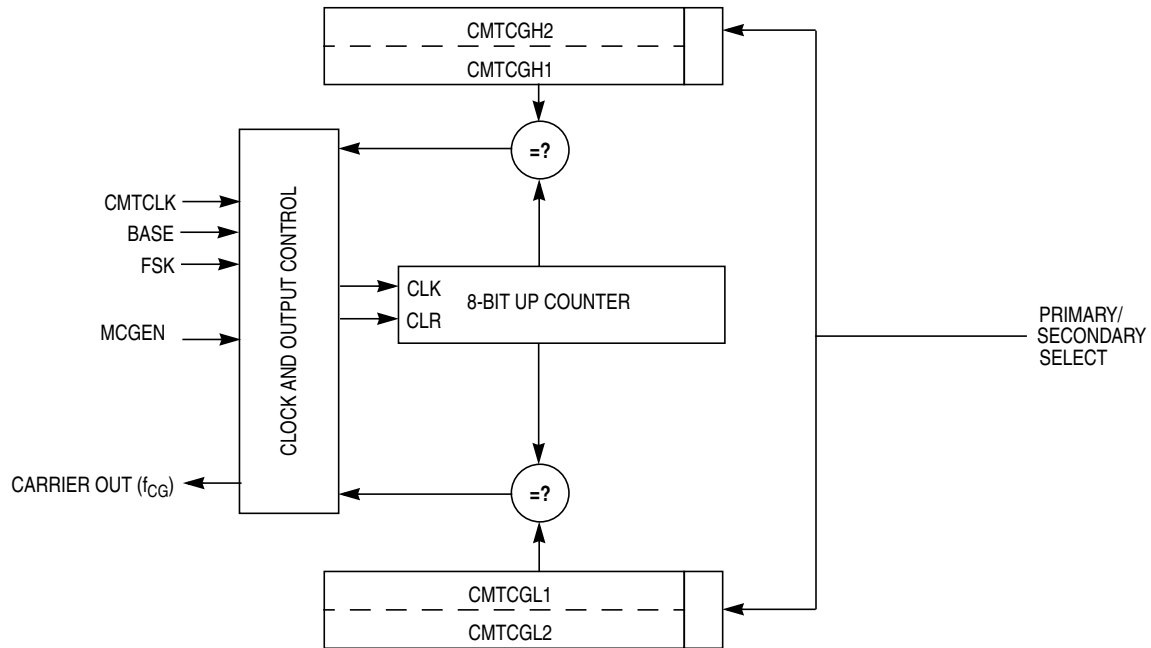 CMTCGH2
CMTCGH1
=?
CLOCK AND OUTPUT CONTROL
CMTCLK
BASE
FSK
MCGEN
CLK
CLR
8-BIT UP COUNTER
PRIMARY/
SECONDARY
SELECT
CARRIER OUT (fCG)
=?
CMTCGL1
CMTCGL2